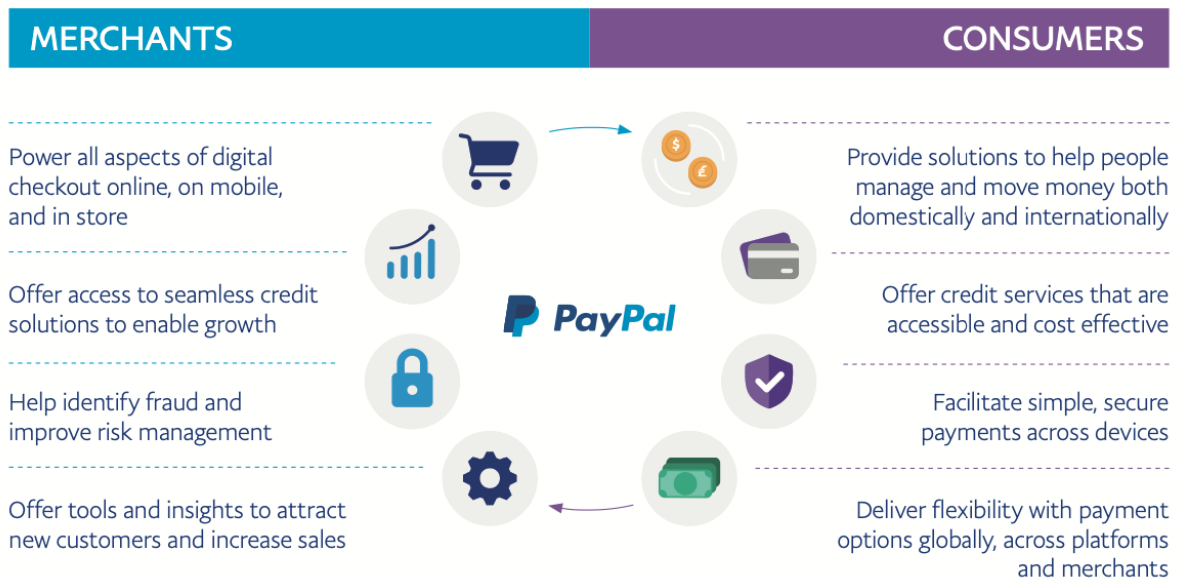 MERCHANTS
CONSUMERS
Power all aspects of digital
checkout online, on mobile,
and in store
Offer access to seamless credit
solutions to enable growth
Help identify fraud and
improve risk management
Offer tools and insights to attract
new customers and increase sales
$
£
PayPal
Provide solutions to help people
manage and move money both
domestically and internationally
Offer credit services that are
accessible and cost effective
Facilitate simple, secure
payments across devices
Deliver flexibility with payment
options globally, across platforms
and merchants